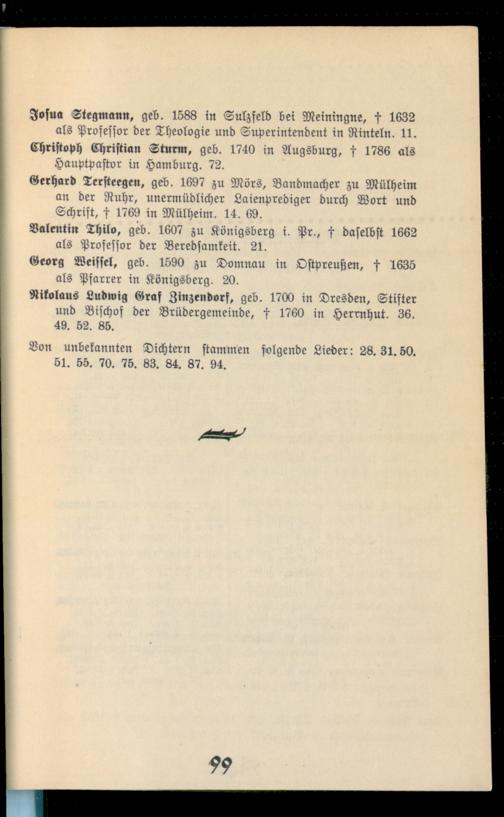 Josua Stegmann, geb. 1588 in Sulzfeld bei Meiningne, † 1632
als Professor der Theologie und Superintendent in Rinteln. 11.
Christoph Christian Sturm, geb. 1740 in Augsburg, † 1786 als
Hauptpastor in Hamburg. 72.
Gerhard Tersteegen, geb. 1697 zu Mörs, Bandmacher zu Mülheim
an der Ruhr, unermüdlicher Laienprediger durch Wort und
Schrift, † 1769 in Mülheim. 14. 69.
Valentin Thilo, geb. 1607 zu Königsberg i. Pr., † daselbst 1662
als Professor der Beredsamkeit. 21.
Georg Weissel, geb. 1590 zu Domnau in Ostpreußen, † 1635
als Pfarrer in Königsberg. 20.
Nikolaus Ludwig Graf Zinzendorf, geb. 1700 in Dresden, Stifter
und Bischof der Brüdergemeinde, † 1760 in Herrnhut. 36.
49. 52. 85.
Von unbekannten Dichtern stammen folgende Lieder: 28. 31. 50.
51. 55. 70. 75. 83. 84. 87. 94.
99